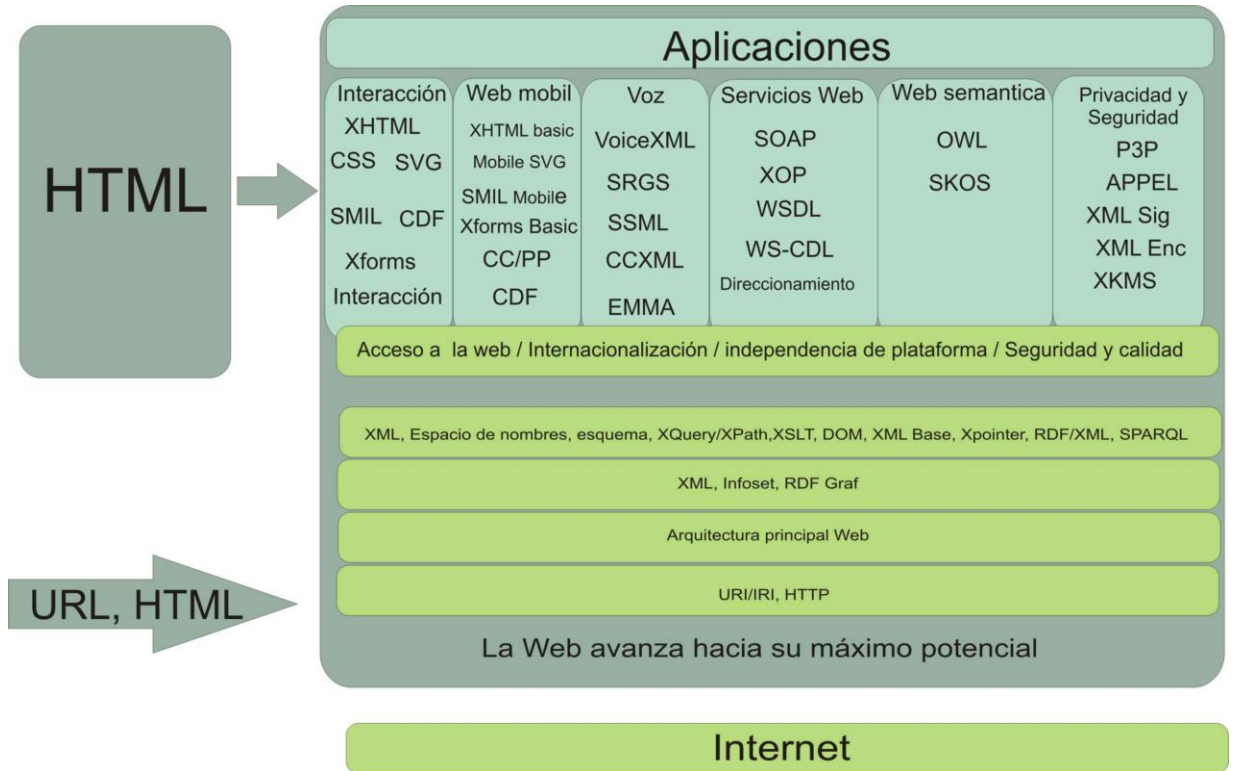 HTML
URL, HTML
Aplicaciones
Interacción
XHTML
CSS SVG
SMIL CDF
Xforms
Interacción
Web mobil
XHTML basic
Mobile SVG
SMIL Mobile
Xforms Basic
CC/PP
CDF
Voz
VoiceXML
SRGS
SSML
CCXML
EMMA
Servicios Web
SOAP
XOP
WSDL
WS-CDL
Direccionamiento
Web semantica
OWL
SKOS
Privacidad y
Seguridad
P3P
APPEL
XML Sig
XML Enc
XKMS
Acceso a la web / Internacionalización / independencia de plataforma / Seguridad y calidad
XML, Espacio de nombres, esquema, XQuery/XPath,XSLT, DOM, XML Base, Xpointer, RDF/XML, SPARQL
XML, Infoset, RDF Graf
Arquitectura principal Web
URI/IRI, HTTP
La Web avanza hacia su máximo potencial
Internet